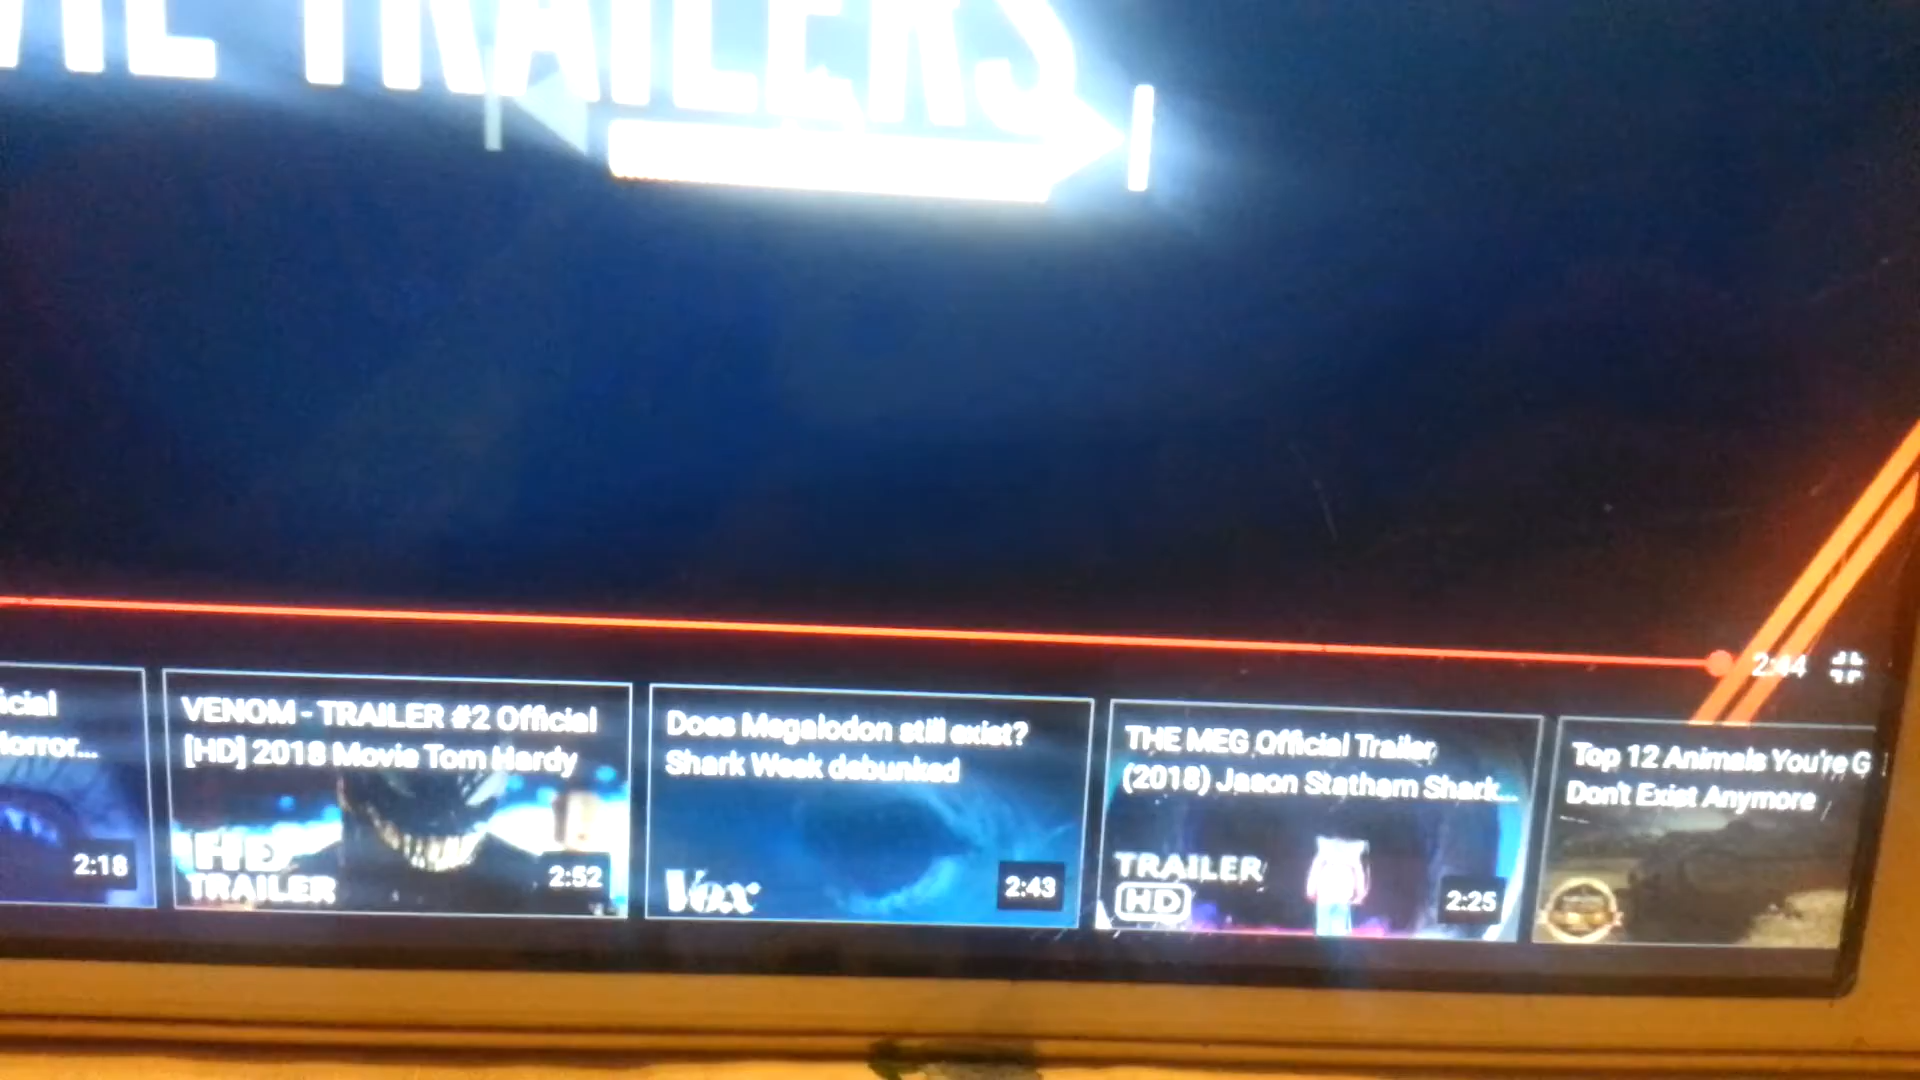 TRAILERS
2:44
icial
Horror...
2:18
VENOM - TRAILER #2 Official
[HD] 2018 Movie Tom Hardy
HD
TRAILER
2:52
Does Megalodon still exist?
Shark Week debunked
Vox
2:43
THE MEG Official Trailer
(2018) Jason Statham Shark...
TRAILER
HD
2:25
Top 12 Animals You're G
Don't Exist Anymore